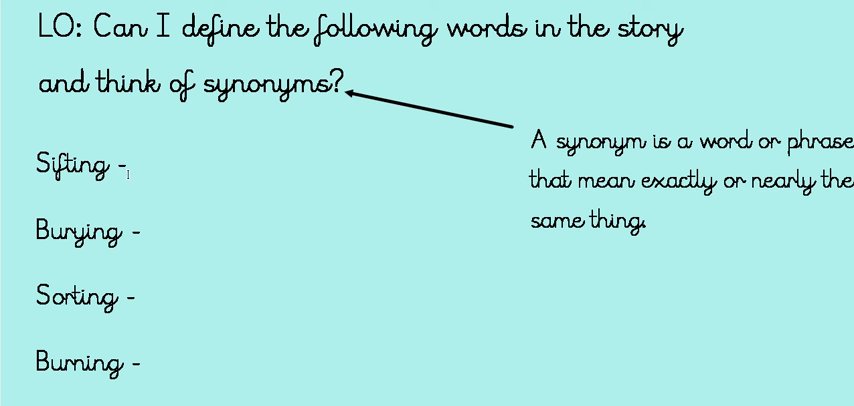 LO: Can I define the following words in the story
and think of synonyms?
A synonym is a word or phrase
that mean exactly or nearly the
same thing.
Sifting -
Burying -
Sorting -
Burning -